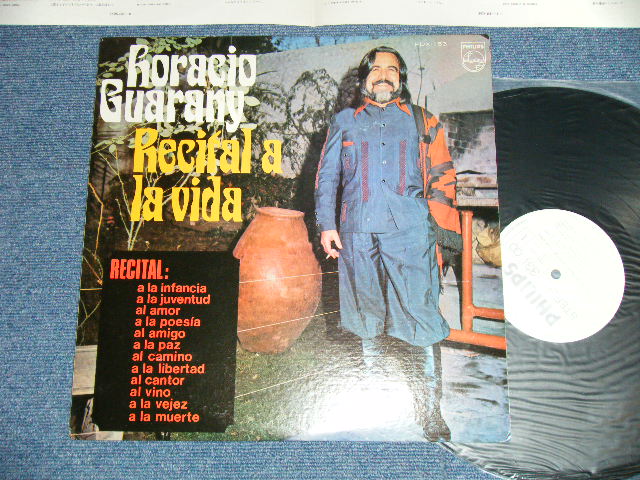 PHILIPS
Horacio
Guarany
Recital a
la vida
RECITAL:
a la infancia
a la juventud
al amor
a la poesía
al amigo
a la paz
al camino
a la libertad
al cantor
al vino
a la vejez
a la muerte
PHILIPS